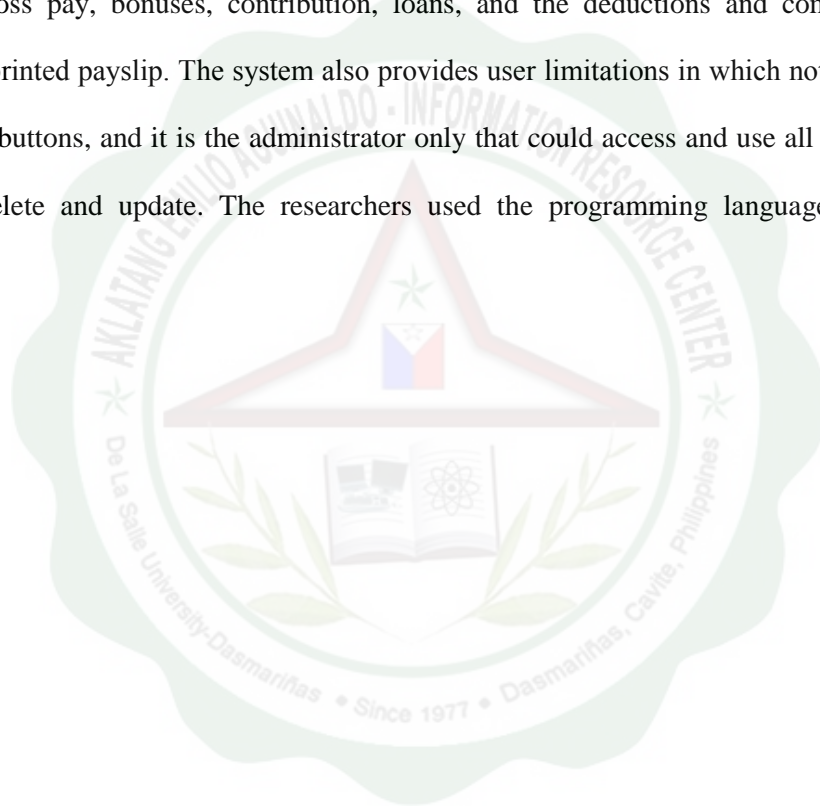 oss pay, bonuses, contribution, loans, and the deductions and con
printed payslip. The system also provides user limitations in which no
buttons, and it is the administrator only that could access and use all
elete and update. The researchers used the programming language
AKLATANG EMILIO AGUINALDO - INFORMATION RESOURCE CENTER
De La Salle University-Dasmariñas • Since 1977 • Dasmariñas, Cavite, Philippines